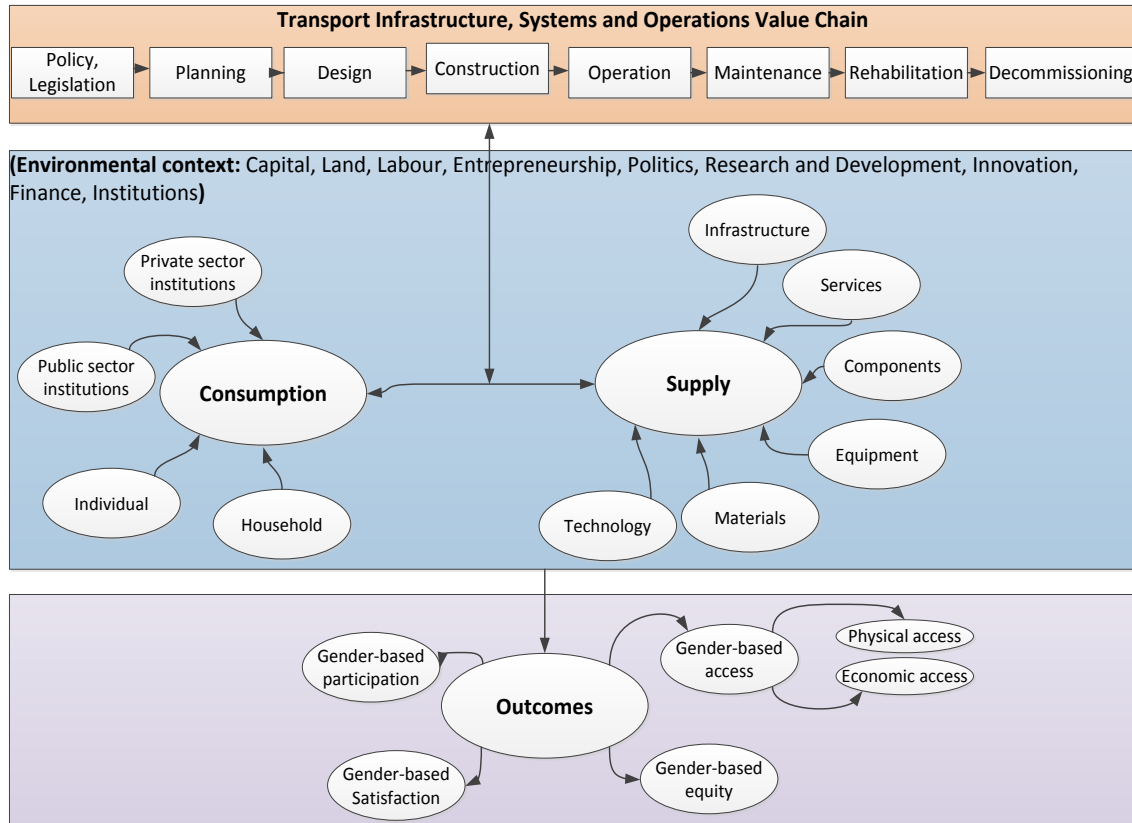 Transport Infrastructure, Systems and Operations Value Chain
Policy,
Legislation
Planning
Design
Construction
Operation
Maintenance
Rehabilitation
Decommissioning
(Environmental context: Capital, Land, Labour, Entrepreneurship, Politics, Research and Development, Innovation,
Finance, Institutions)
Private sector
institutions
Public sector
institutions
Consumption
Individual
Household
Infrastructure
Services
Components
Supply
Equipment
Materials
Technology
Gender-based
participation
Outcomes
Gender-based
Satisfaction
Gender-based
access
Physical access
Economic access
Gender-based
equity